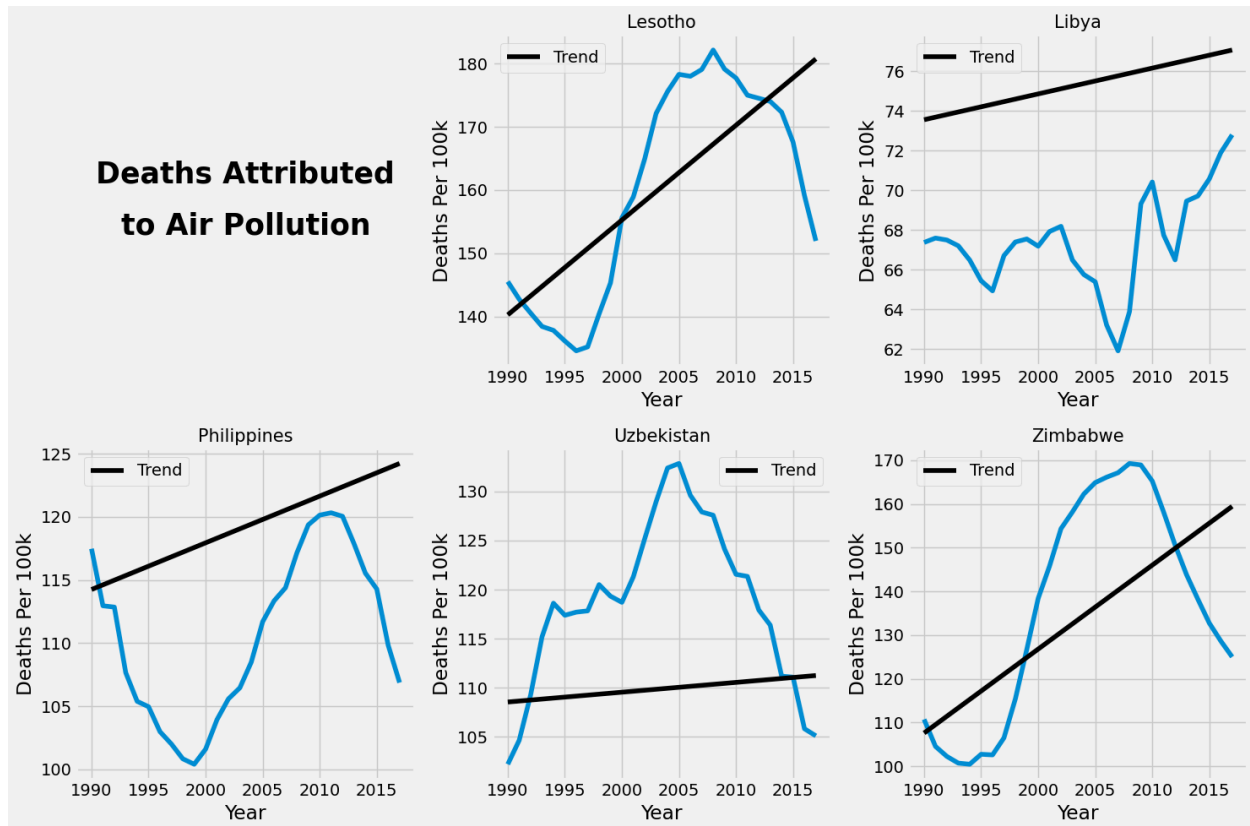 Deaths Attributed
to Air Pollution
Lesotho
Trend
Deaths Per 100k
180
170
160
150
140
1990 1995 2000 2005 2010 2015
Year
Libya
Trend
Deaths Per 100k
76
74
72
70
68
66
64
62
1990 1995 2000 2005 2010 2015
Year
Philippines
Trend
Deaths Per 100k
125
120
115
110
105
100
1990 1995 2000 2005 2010 2015
Year
Uzbekistan
Trend
Deaths Per 100k
130
125
120
115
110
105
1990 1995 2000 2005 2010 2015
Year
Zimbabwe
Trend
Deaths Per 100k
170
160
150
140
130
120
110
100
1990 1995 2000 2005 2010 2015
Year